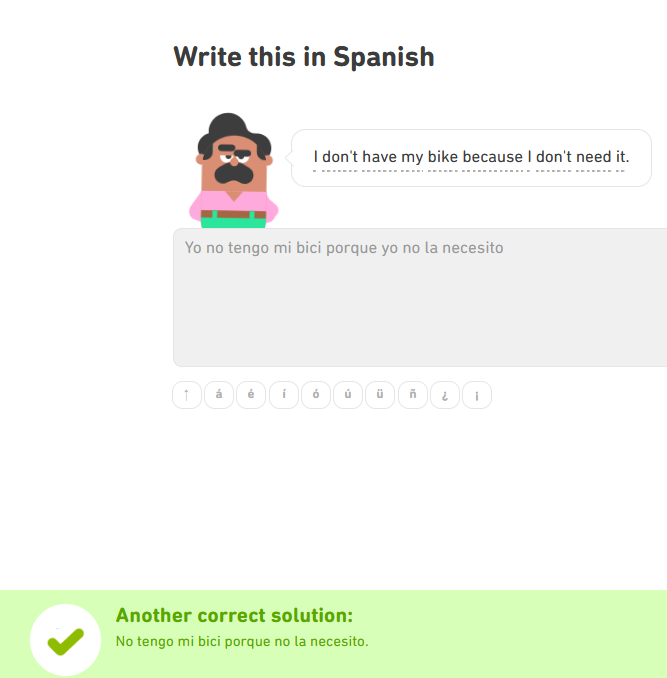 Write this in Spanish
I don't have my bike because I don't need it.
Yo no tengo mi bici porque yo no la necesito
↑ á é í ó ú ü ñ ¿ ¡
Another correct solution:
No tengo mi bici porque no la necesito.